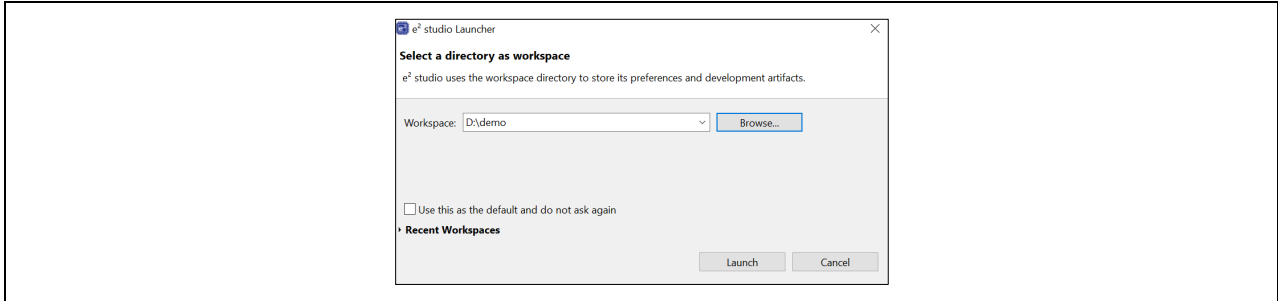 e² studio Launcher
Select a directory as workspace
e² studio uses the workspace directory to store its preferences and development artifacts.
Workspace: D:\demo Browse...
Use this as the default and do not ask again
Recent Workspaces
Launch Cancel